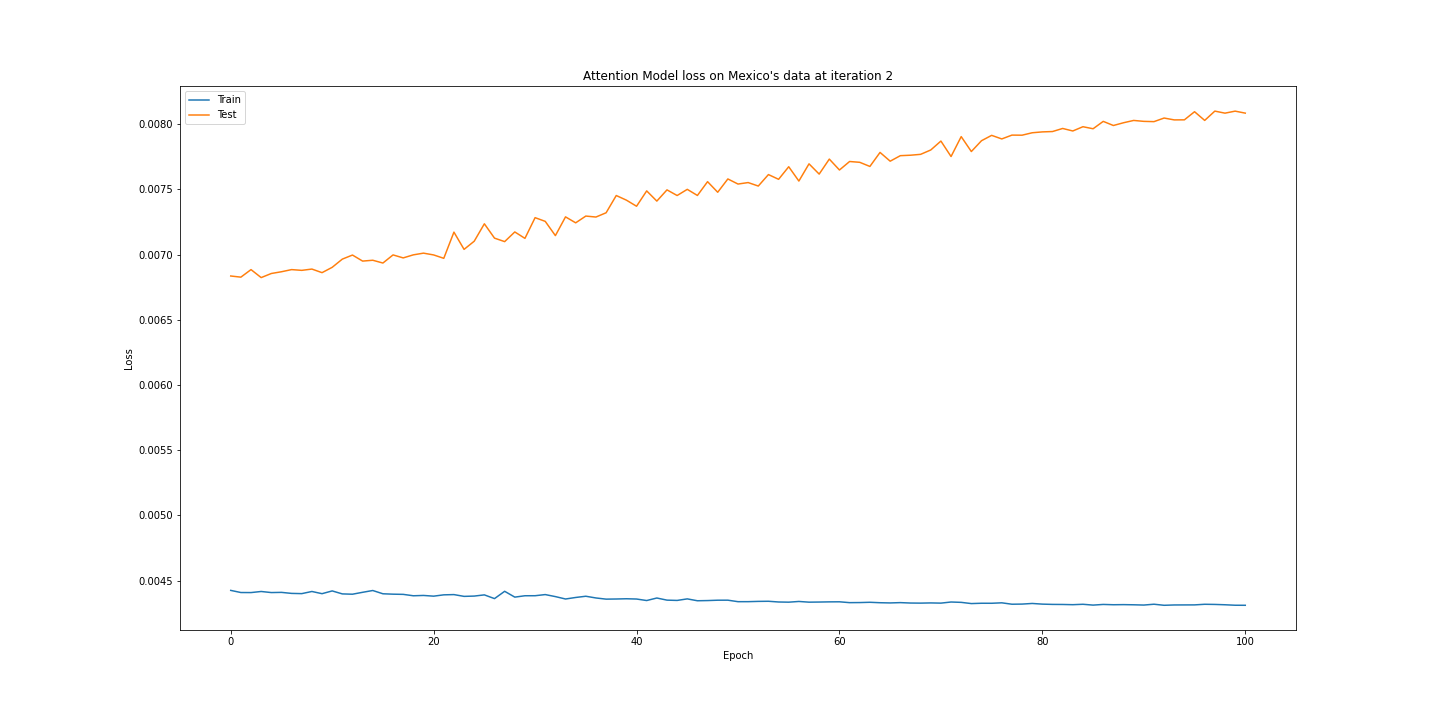 Attention Model loss on Mexico's data at iteration 2
Train
Test
0.0080
0.0075
0.0070
0.0065
0.0060
0.0055
0.0050
0.0045
Loss
0 20 40 60 80 100
Epoch